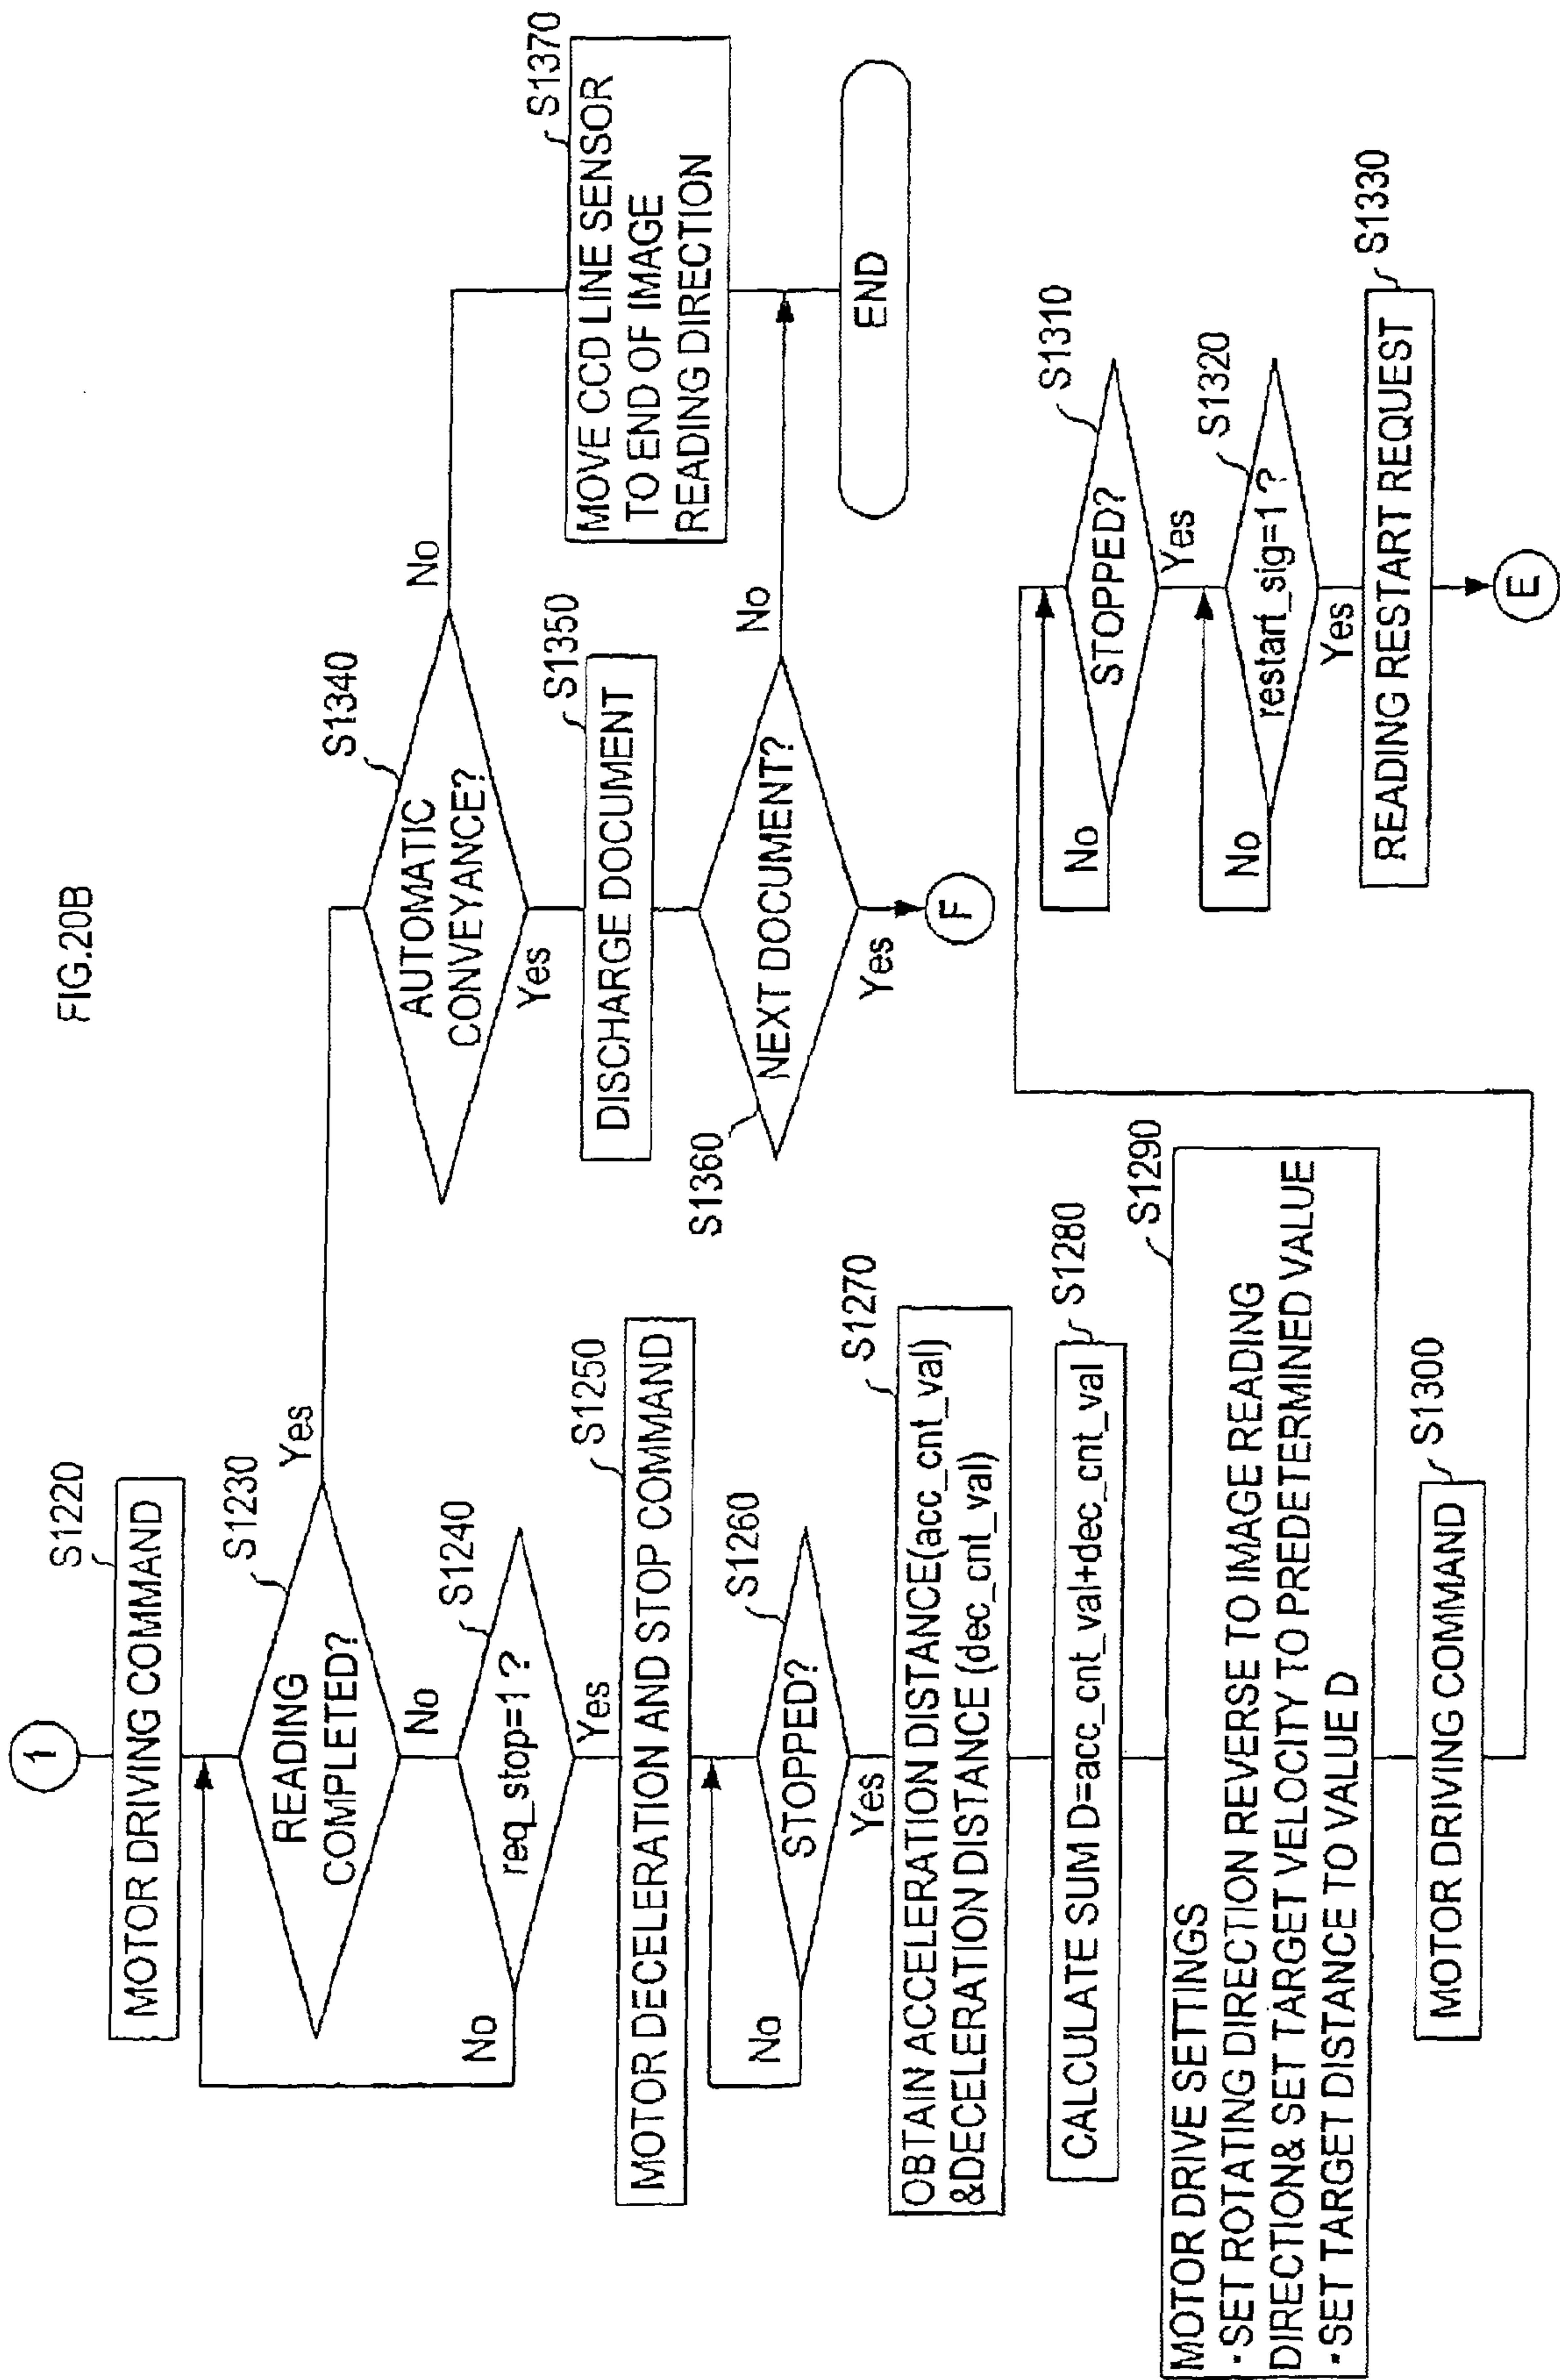 FIG.20B
1
S1220
MOTOR DRIVING COMMAND
S1230
READING
COMPLETED?
Yes
No
S1240
req_stop=1 ?
No
Yes
S1250
MOTOR DECELERATION AND STOP COMMAND
S1260
STOPPED?
No
Yes
S1270
OBTAIN ACCELERATION DISTANCE(acc_cnt_val)
&DECELERATION DISTANCE (dec_cnt_val)
S1280
CALCULATE SUM D=acc_cnt_val+dec_cnt_val
S1290
MOTOR DRIVE SETTINGS
・SET ROTATING DIRECTION REVERSE TO IMAGE READING
DIRECTION& SET TARGET VELOCITY TO PREDETERMINED VALUE
・SET TARGET DISTANCE TO VALUE D
S1300
MOTOR DRIVING COMMAND
S1340
AUTOMATIC
CONVEYANCE?
No
Yes
S1350
DISCHARGE DOCUMENT
S1360
NEXT DOCUMENT?
No
Yes
F
S1370
MOVE CCD LINE SENSOR
TO END OF IMAGE
READING DIRECTION
END
S1310
STOPPED?
No
Yes
S1320
restart_sig=1 ?
No
Yes
S1330
READING RESTART REQUEST
E